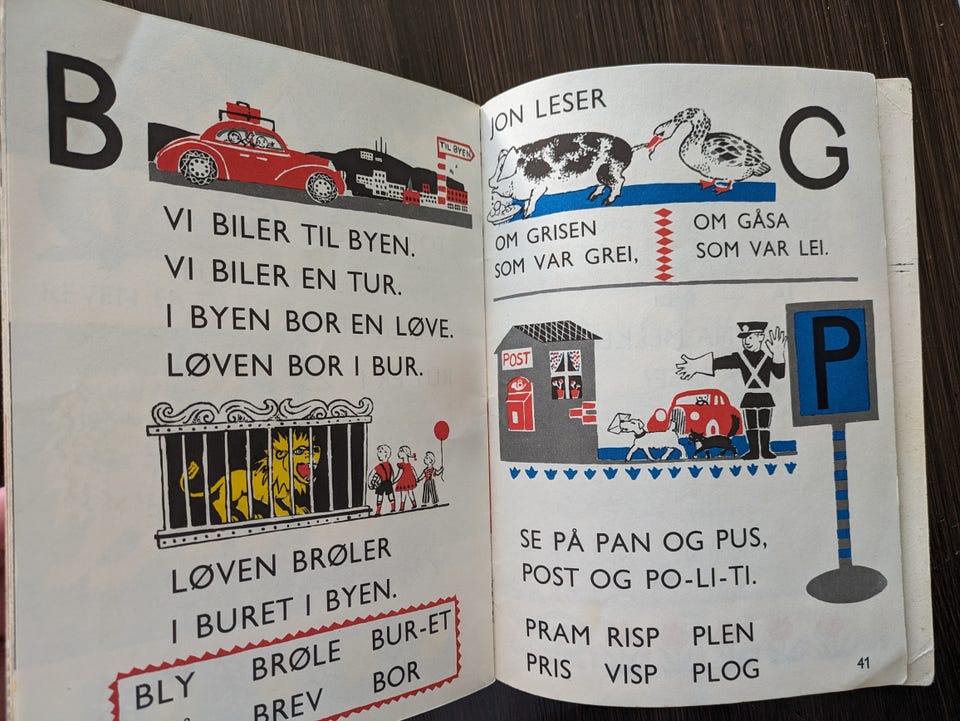 B
TIL BYEN
VI BILER TIL BYEN.
VI BILER EN TUR.
I BYEN BOR EN LØVE.
LØVEN BOR I BUR.
LØVEN BRØLER
I BURET I BYEN.
BLY BRØLE BUR-ET
BREV BOR
JON LESER
G
OM GRISEN
SOM VAR GREI,
OM GÅSA
SOM VAR LEI.
POST
P
SE PÅ PAN OG PUS,
POST OG PO-LI-TI.
PRAM RISP PLEN
PRIS VISP PLOG
41